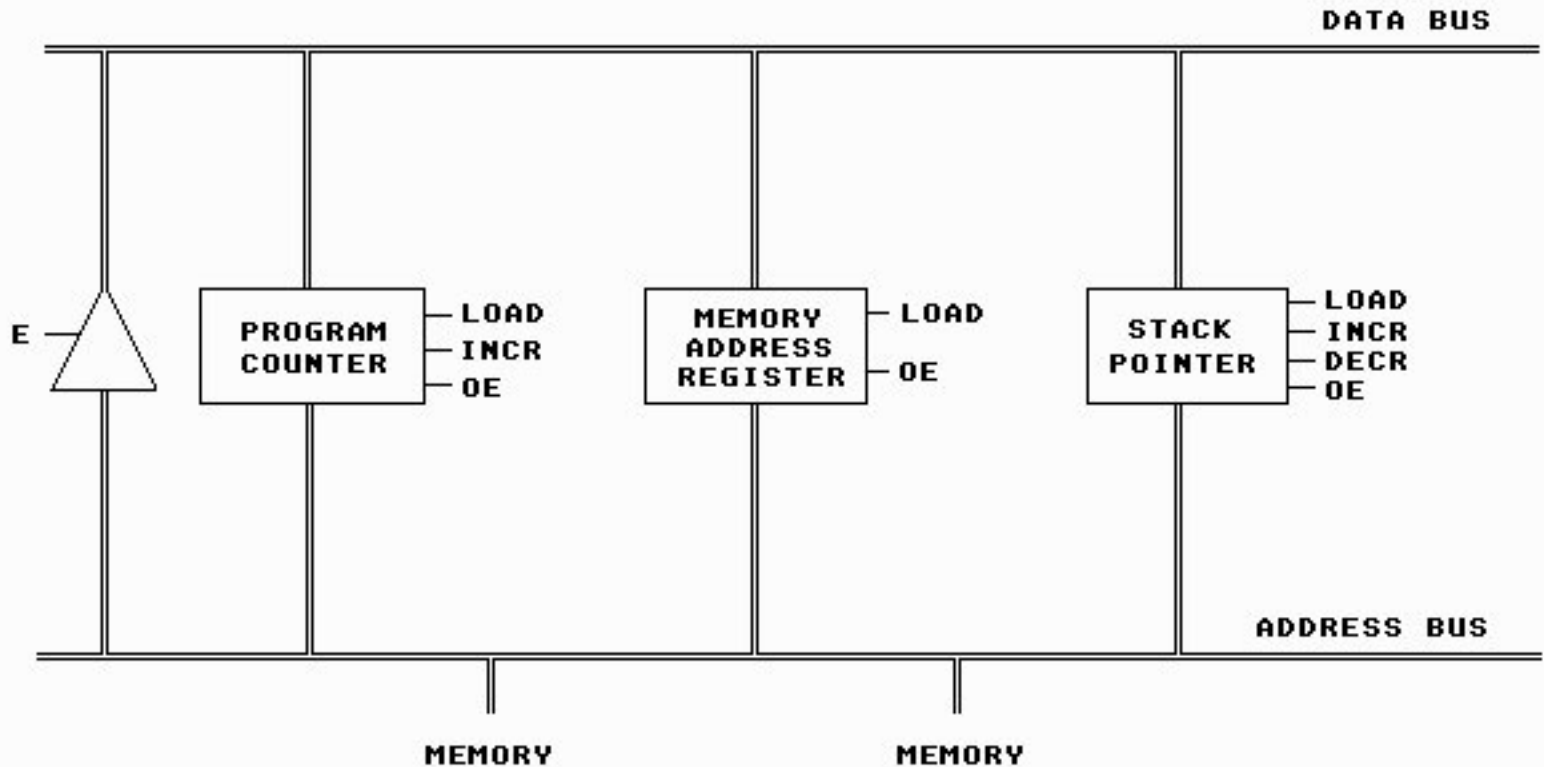 DATA BUS
E
PROGRAM
COUNTER
LOAD
INCR
OE
MEMORY
ADDRESS
REGISTER
LOAD
OE
STACK
POINTER
LOAD
INCR
DECR
OE
ADDRESS BUS
MEMORY
MEMORY